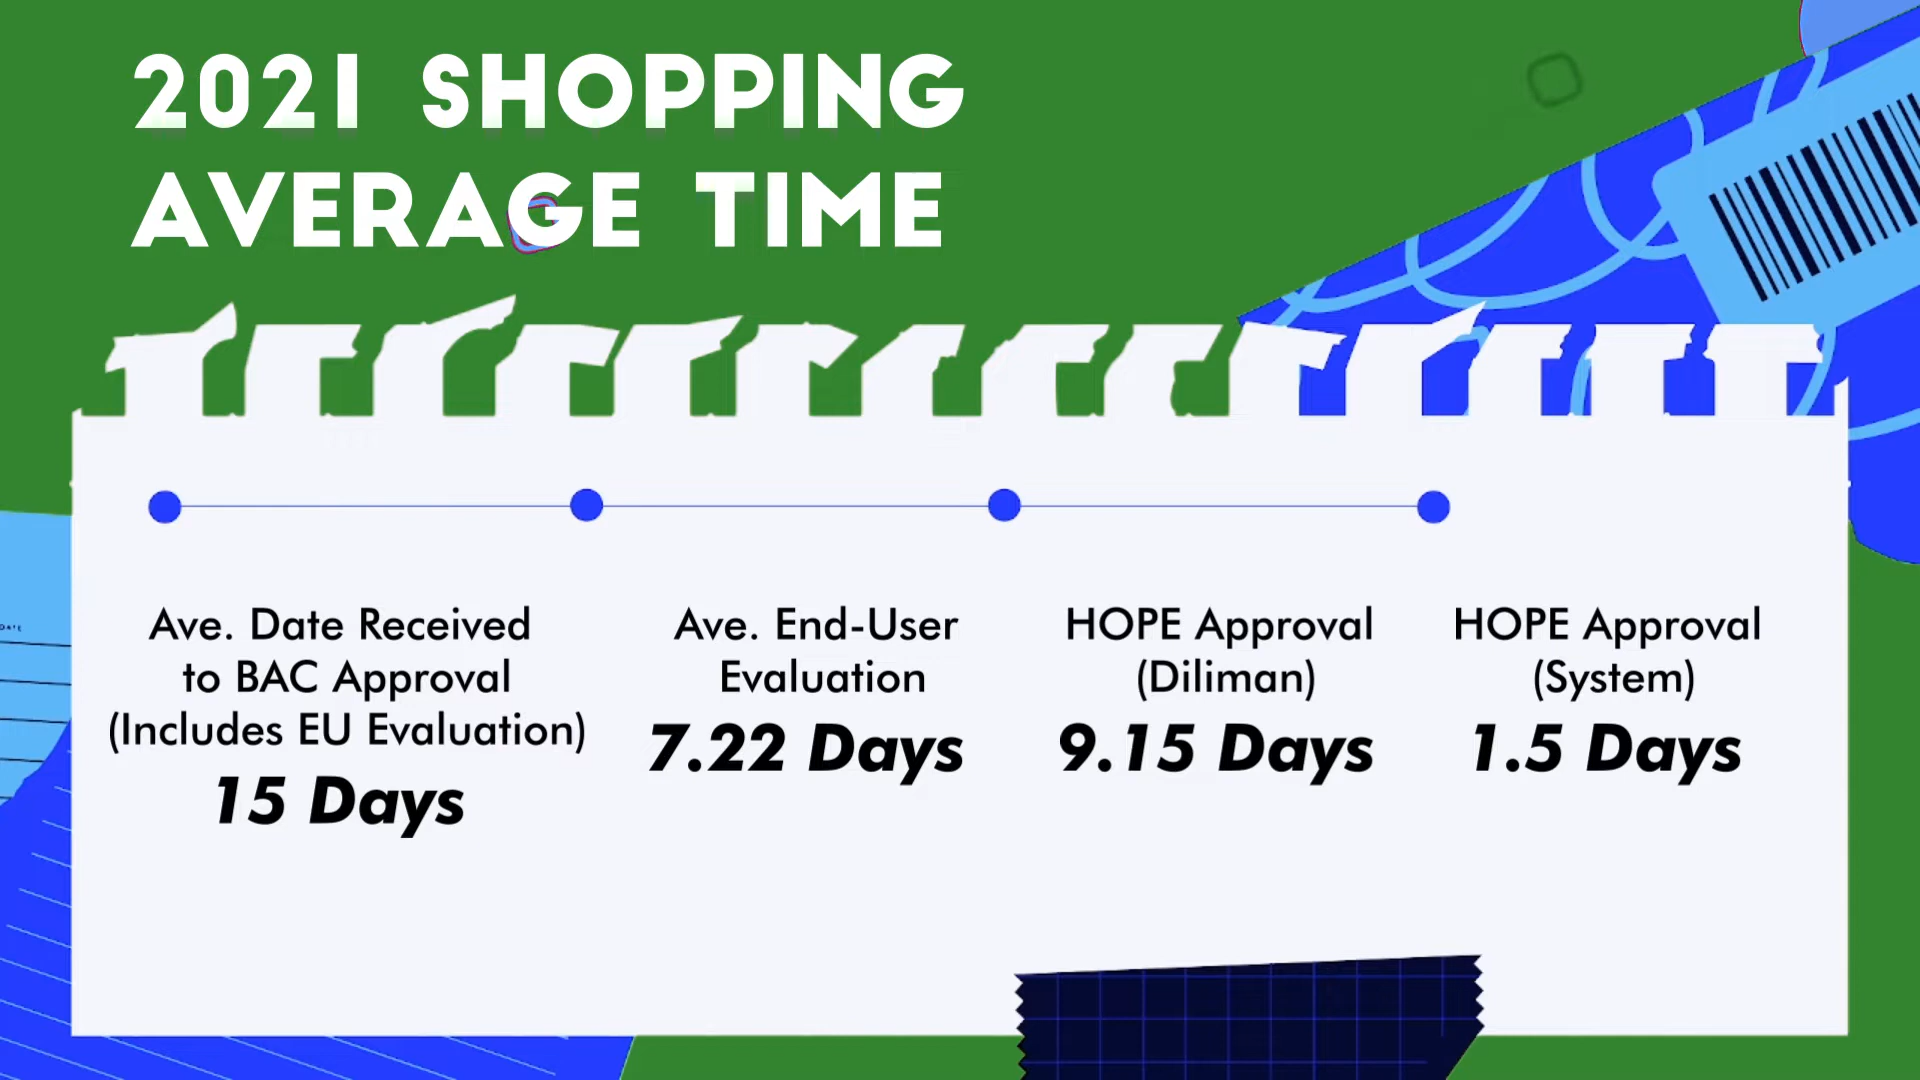 2021 SHOPPING
AVERAGE TIME
Ave. Date Received
to BAC Approval
(Includes EU Evaluation)
15 Days
Ave. End-User
Evaluation
7.22 Days
HOPE Approval
(Diliman)
9.15 Days
HOPE Approval
(System)
1.5 Days